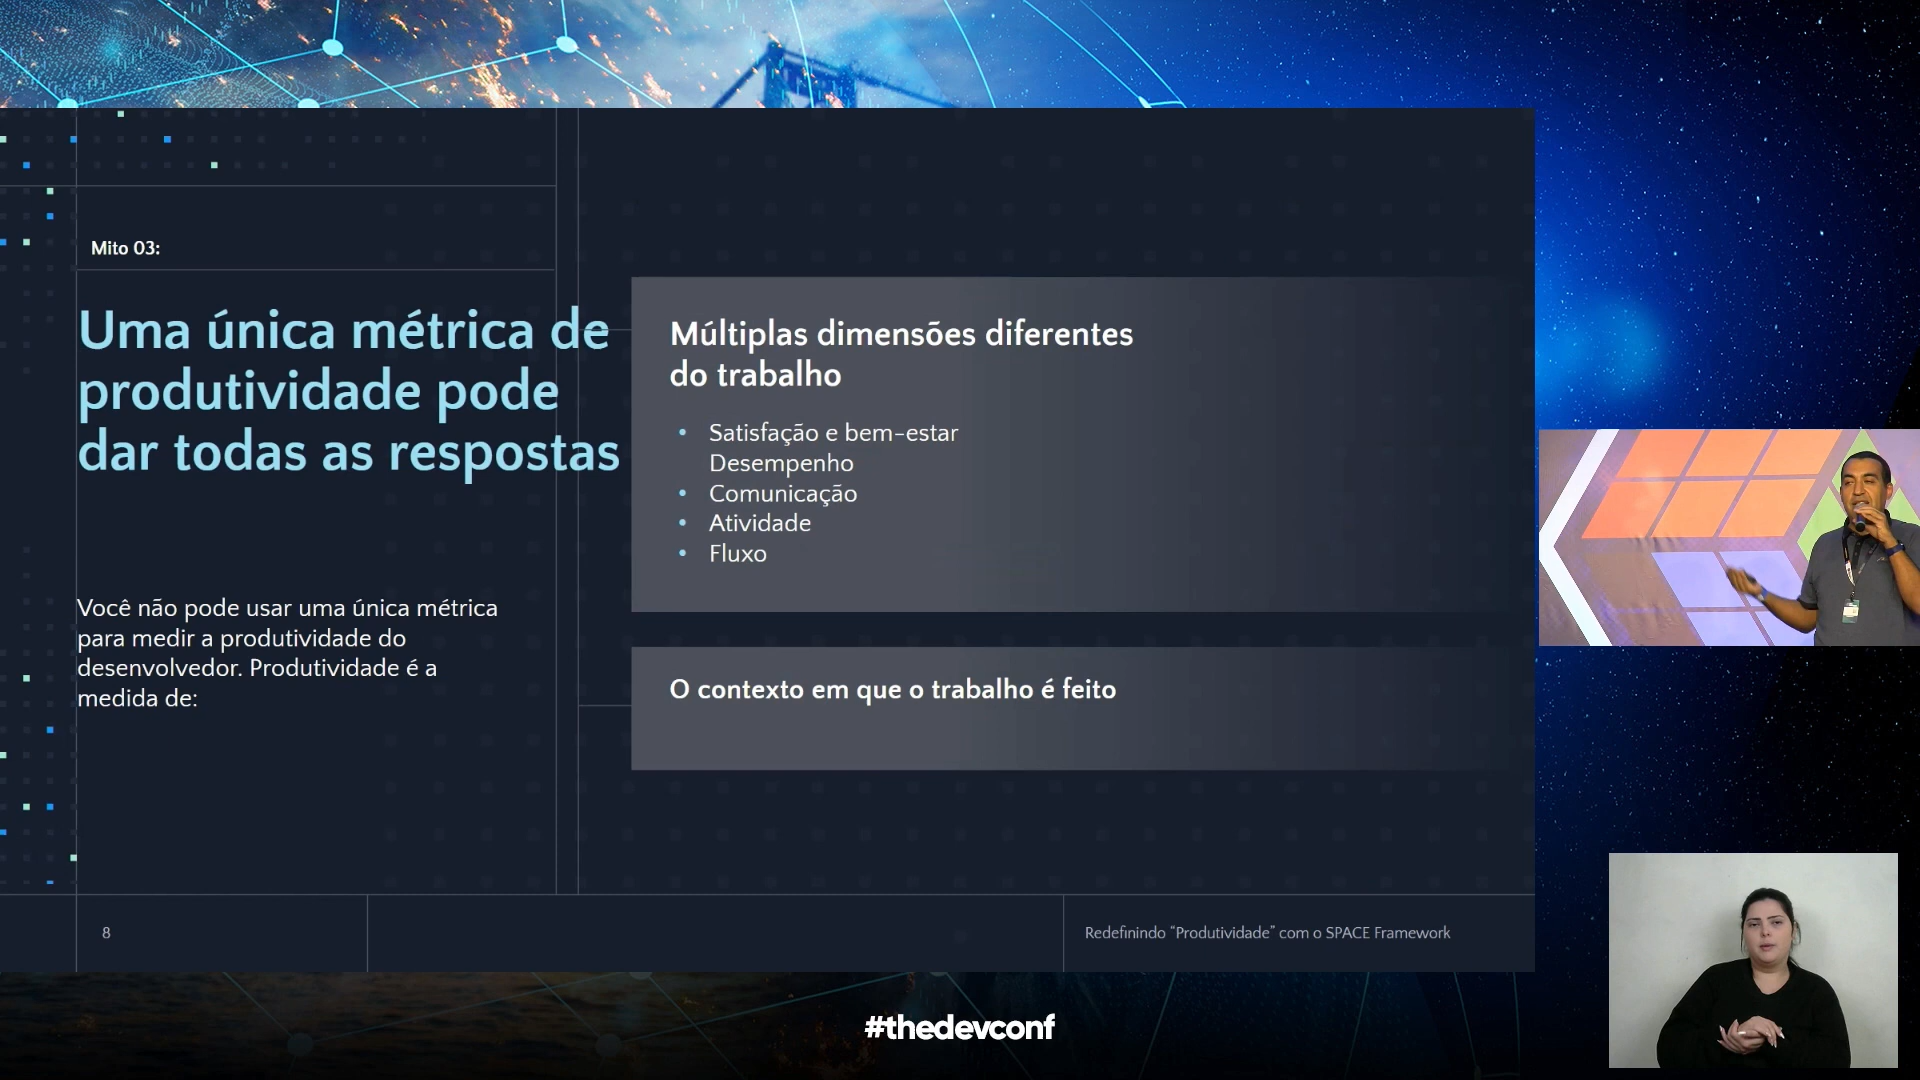 Mito 03:
Uma única métrica de
produtividade pode
dar todas as respostas
Você não pode usar uma única métrica
para medir a produtividade do
desenvolvedor. Produtividade é a
medida de:
Múltiplas dimensões diferentes
do trabalho
• Satisfação e bem-estar
Desempenho
• Comunicação
• Atividade
• Fluxo
O contexto em que o trabalho é feito
8
Redefinindo “Produtividade” com o SPACE Framework
#thedevconf